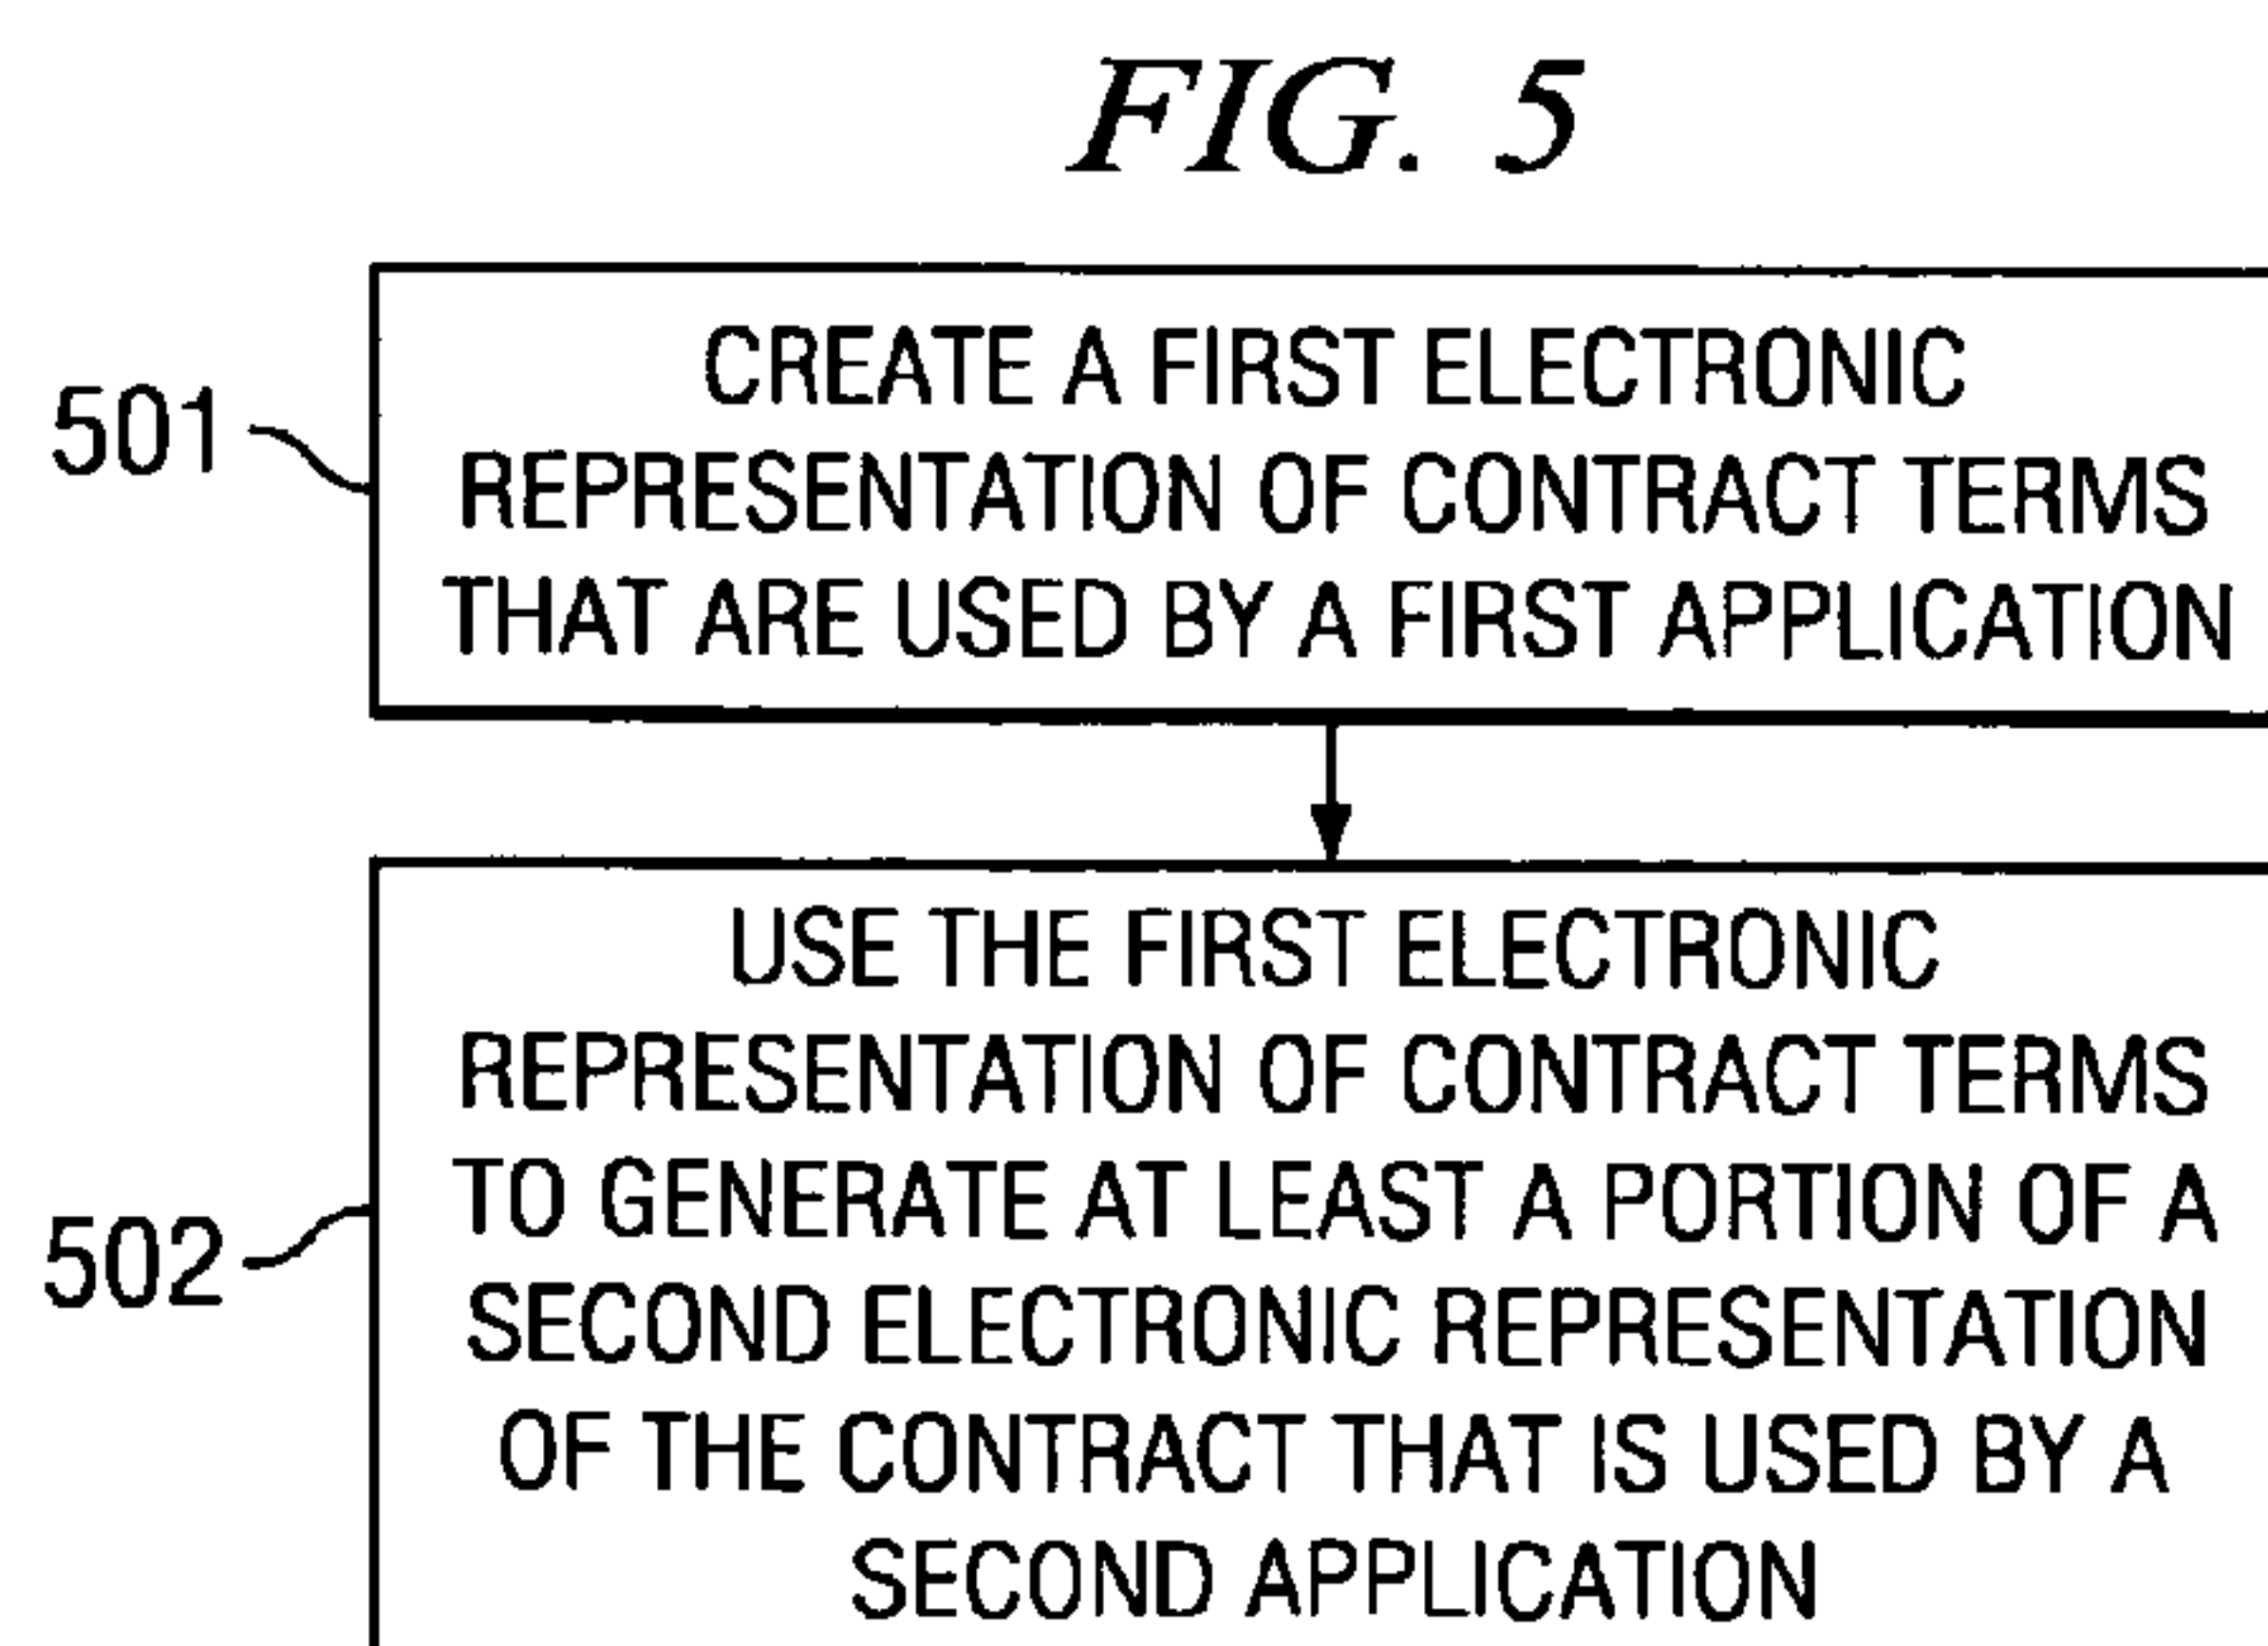 FIG. 5
501
CREATE A FIRST ELECTRONIC
REPRESENTATION OF CONTRACT TERMS
THAT ARE USED BY A FIRST APPLICATION
502
USE THE FIRST ELECTRONIC
REPRESENTATION OF CONTRACT TERMS
TO GENERATE AT LEAST A PORTION OF A
SECOND ELECTRONIC REPRESENTATION
OF THE CONTRACT THAT IS USED BY A
SECOND APPLICATION